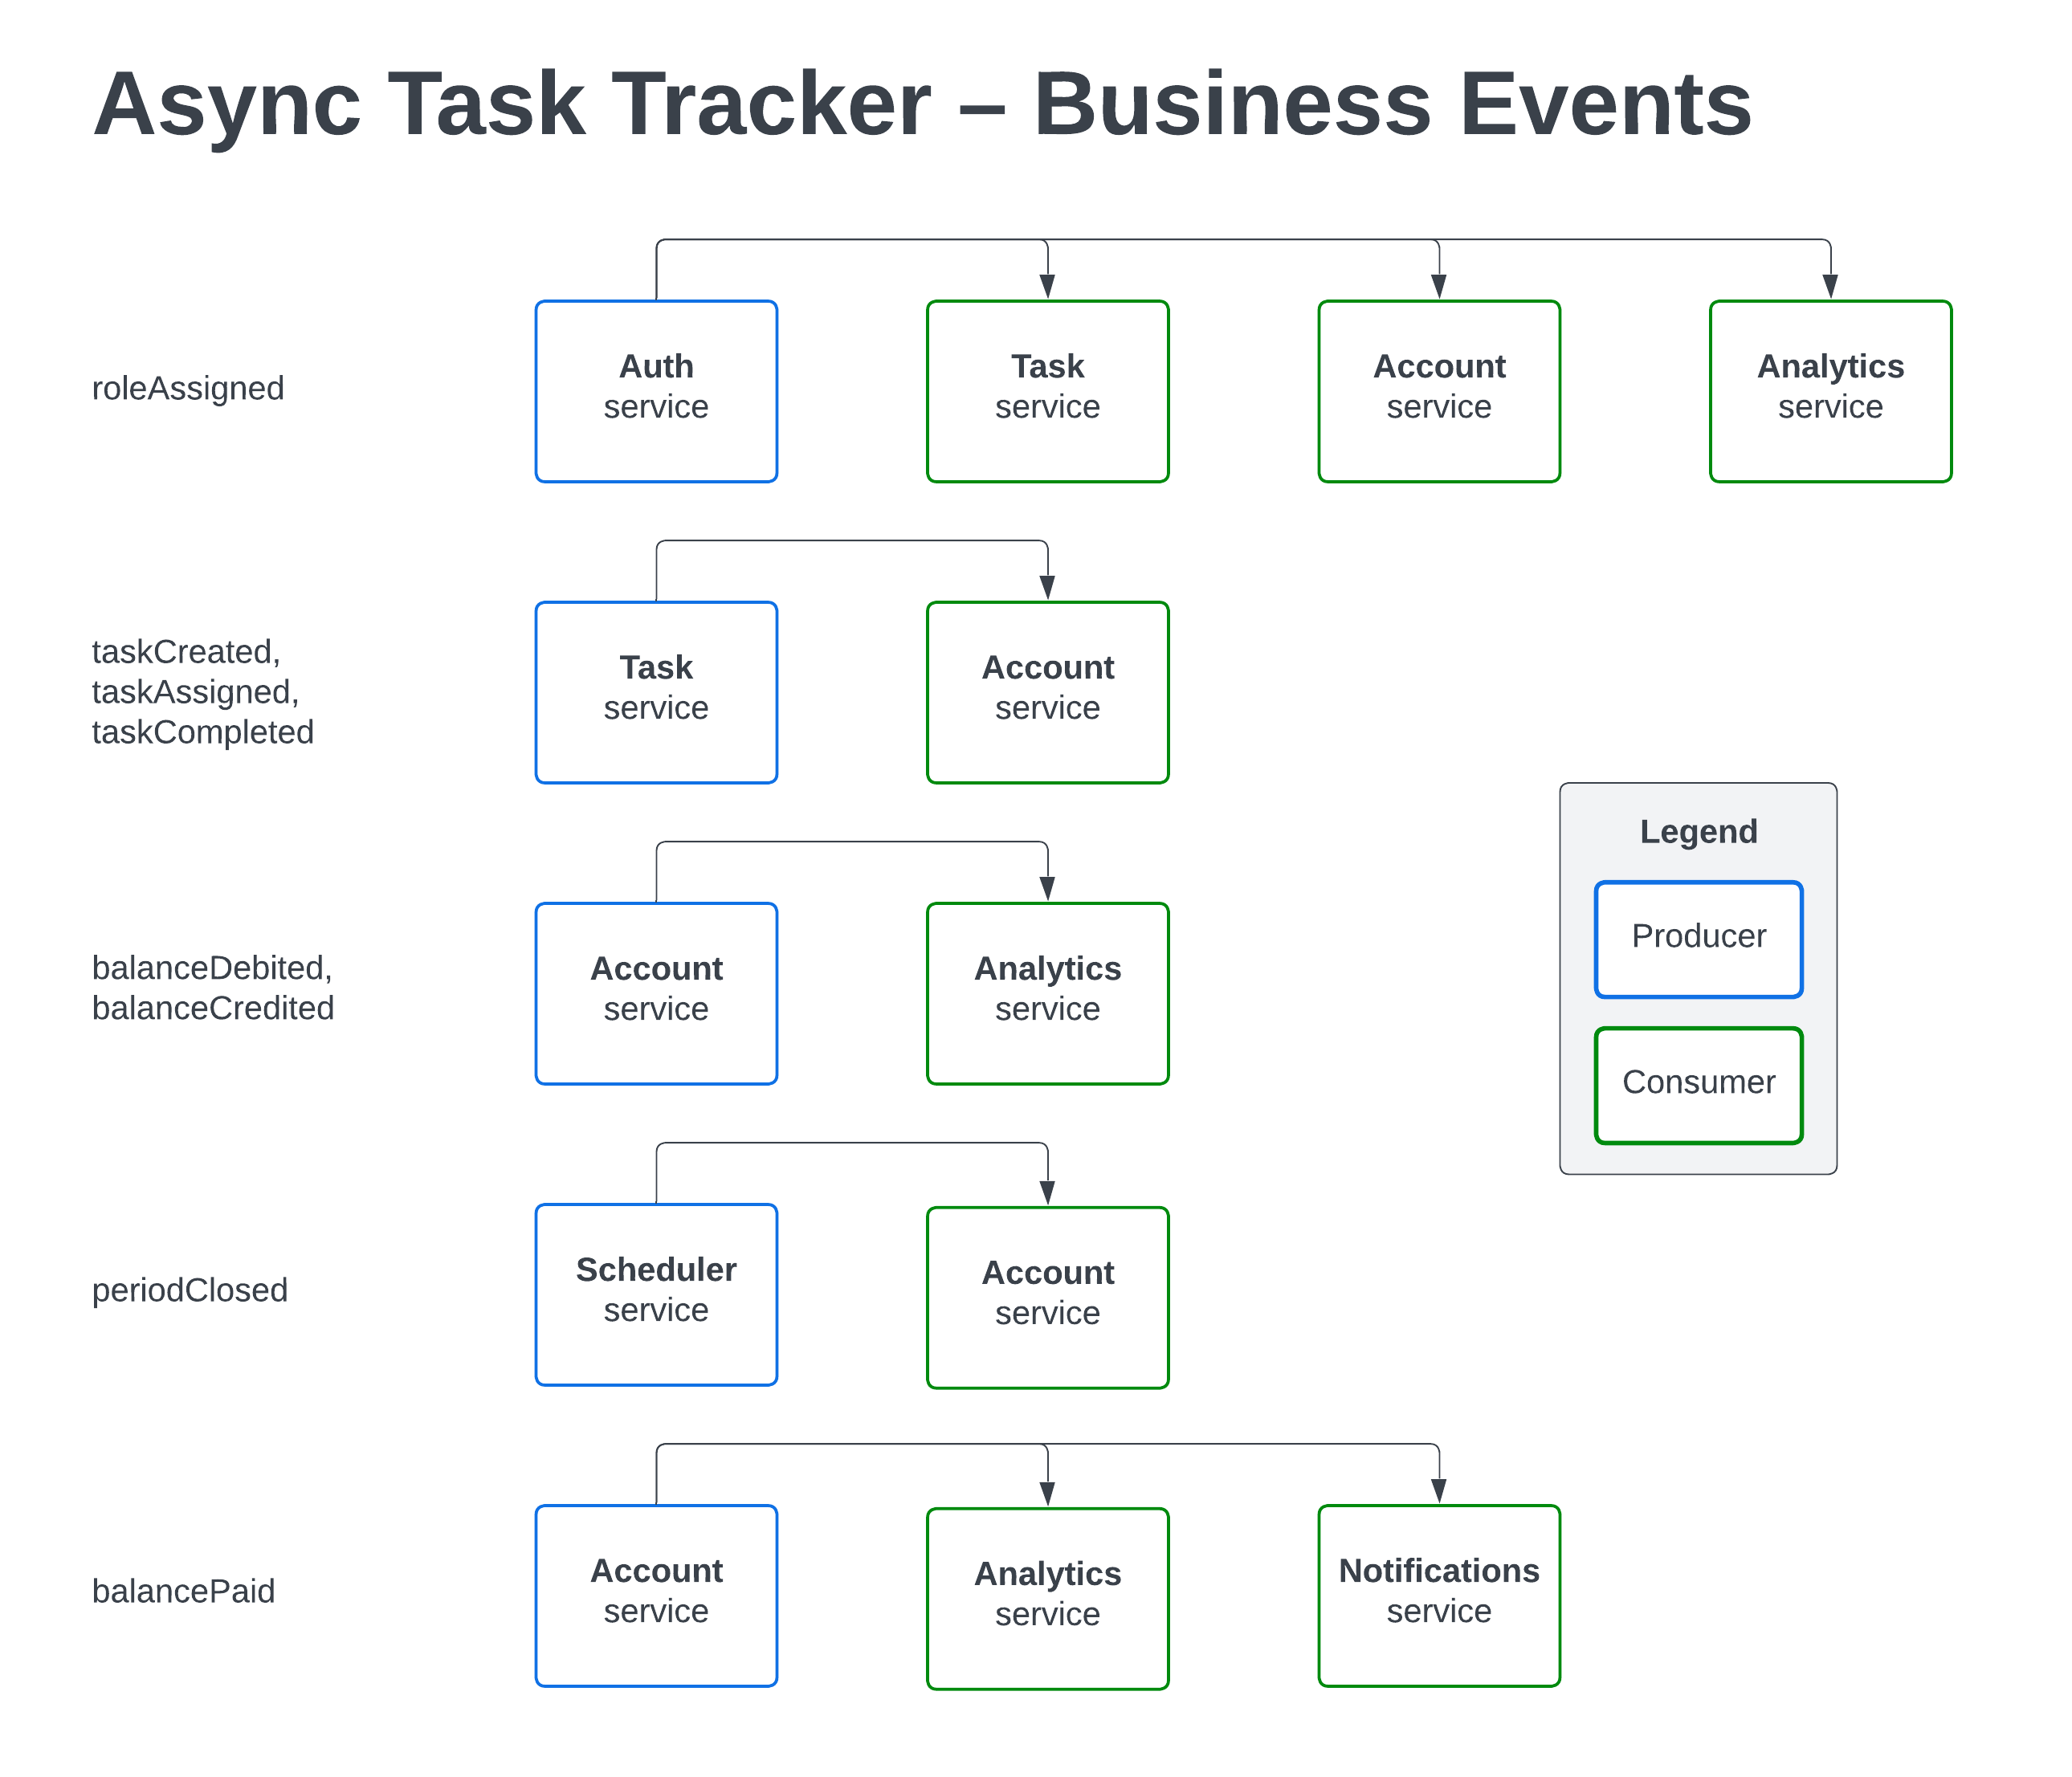 Async Task Tracker – Business Events
roleAssigned
Auth
service
Task
service
Account
service
Analytics
service
taskCreated,
taskAssigned,
taskCompleted
Task
service
Account
service
balanceDebited,
balanceCredited
Account
service
Analytics
service
Legend
Producer
Consumer
periodClosed
Scheduler
service
Account
service
balancePaid
Account
service
Analytics
service
Notifications
service